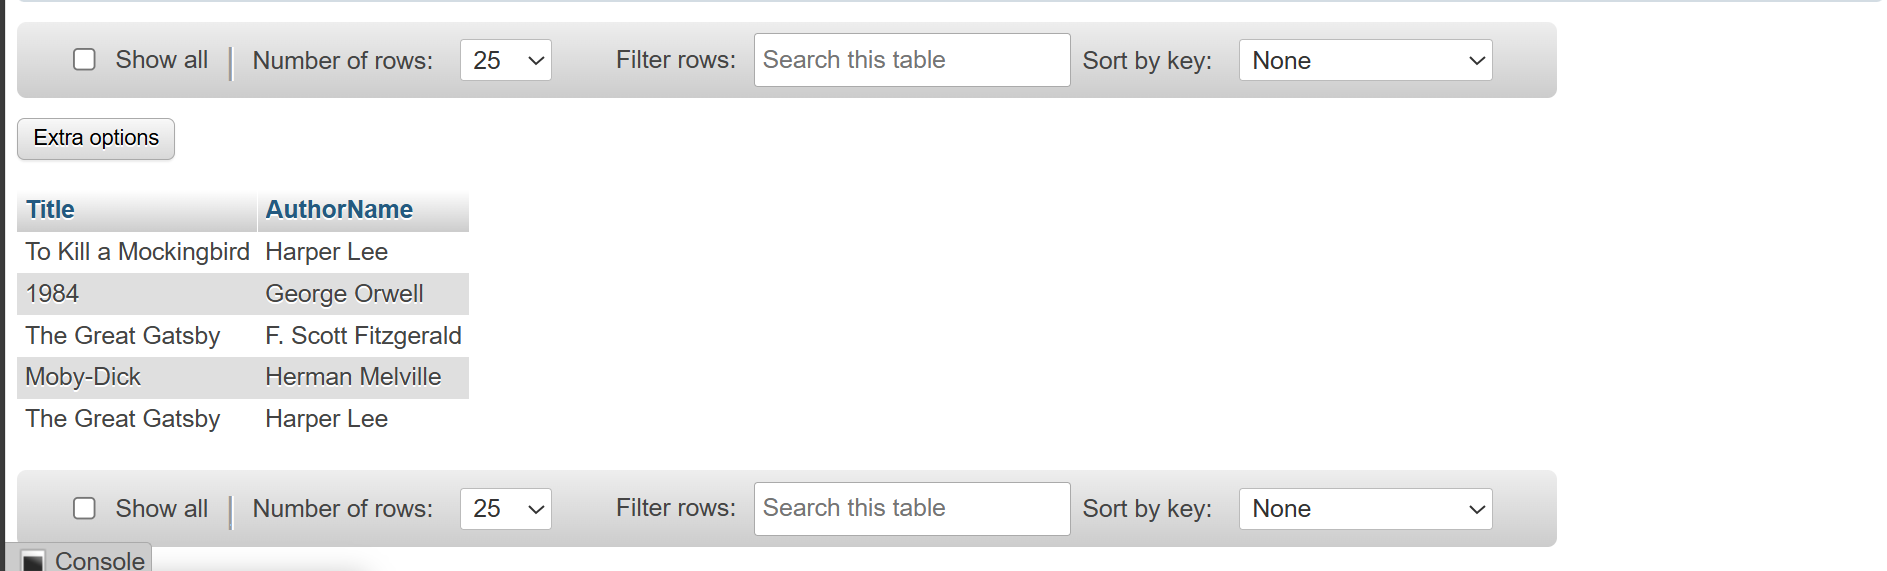 Show all Number of rows: 25 Filter rows: Search this table Sort by key: None
Extra options
Title AuthorName
To Kill a Mockingbird Harper Lee
1984 George Orwell
The Great Gatsby F. Scott Fitzgerald
Moby-Dick Herman Melville
The Great Gatsby Harper Lee
Show all Number of rows: 25 Filter rows: Search this table Sort by key: None
Console